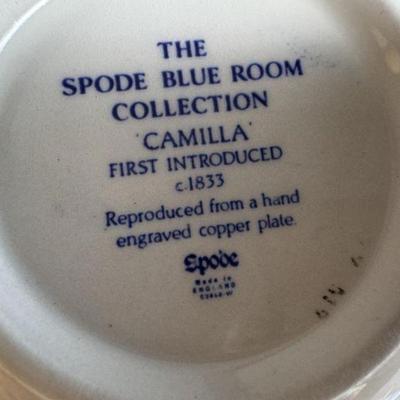 THE
SPODE BLUE ROOM
COLLECTION
'CAMILLA'
FIRST INTRODUCED
c.1833
Reproduced from a hand
engraved copper plate.
Spode
Made in
ENGLAND